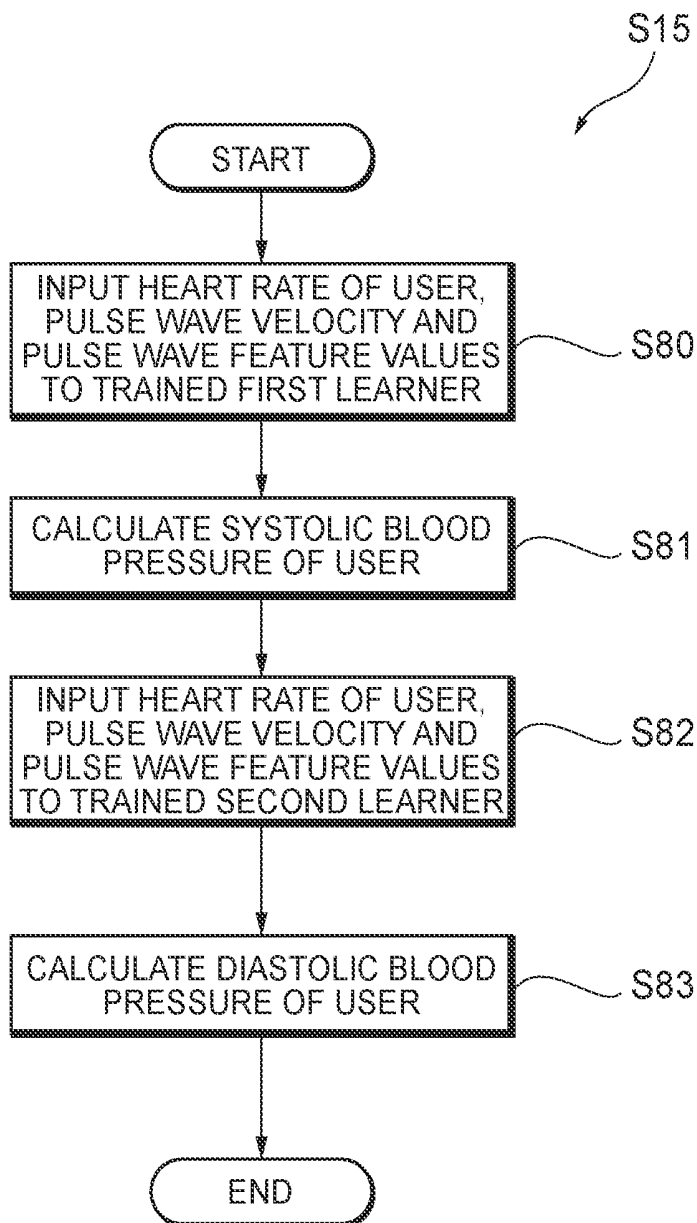 S15
START
INPUT HEART RATE OF USER,
PULSE WAVE VELOCITY AND
PULSE WAVE FEATURE VALUES
TO TRAINED FIRST LEARNER
S80
CALCULATE SYSTOLIC BLOOD
PRESSURE OF USER
S81
INPUT HEART RATE OF USER,
PULSE WAVE VELOCITY AND
PULSE WAVE FEATURE VALUES
TO TRAINED SECOND LEARNER
S82
CALCULATE DIASTOLIC BLOOD
PRESSURE OF USER
S83
END